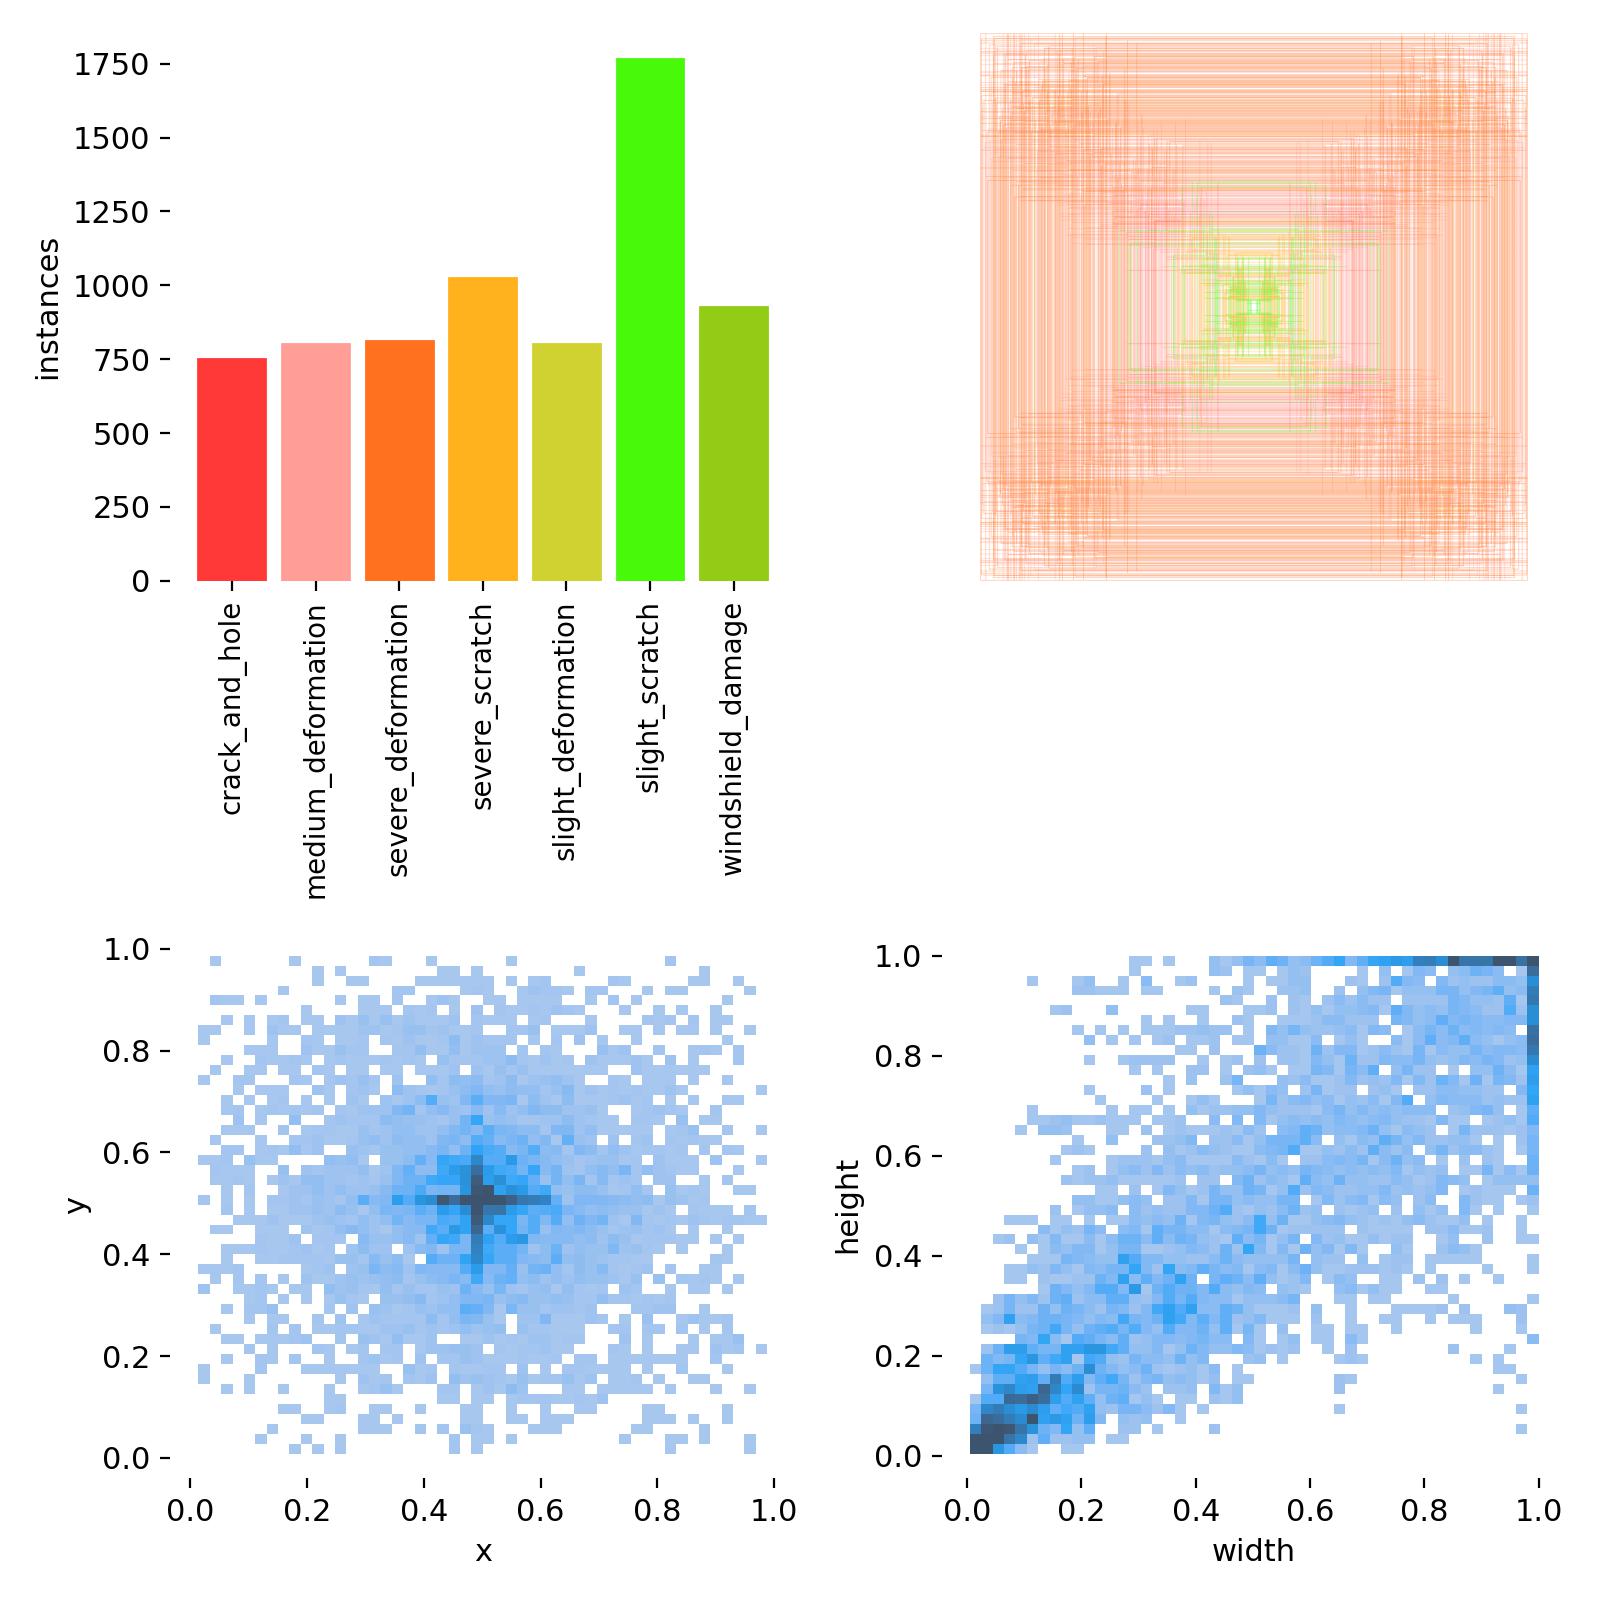 instances
1750
1500
1250
1000
750
500
250
0
crack_and_hole
medium_deformation
severe_deformation
severe_scratch
slight_deformation
slight_scratch
windshield_damage
y
1.0
0.8
0.6
0.4
0.2
0.0
0.0 0.2 0.4 0.6 0.8 1.0
x
height
1.0
0.8
0.6
0.4
0.2
0.0
0.0 0.2 0.4 0.6 0.8 1.0
width